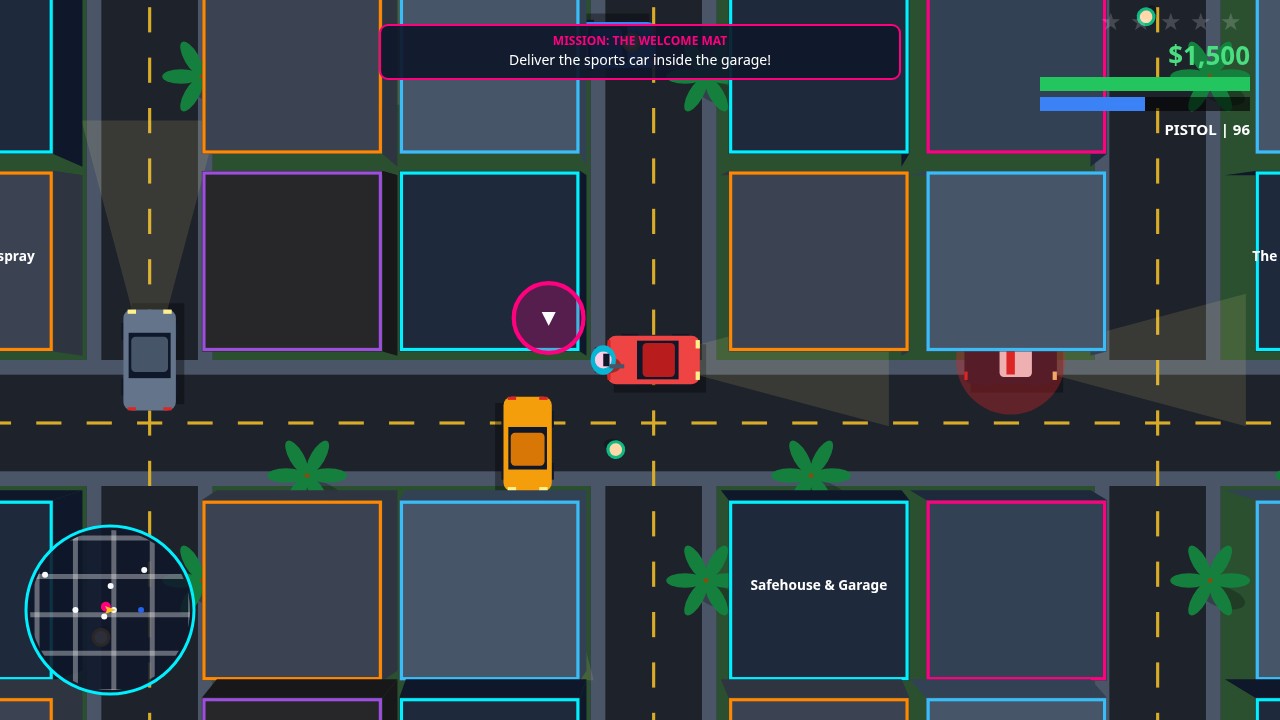 MISSION: THE WELCOME MAT
Deliver the sports car inside the garage!
$1,500
PISTOL | 96
spray
The
Safehouse & Garage